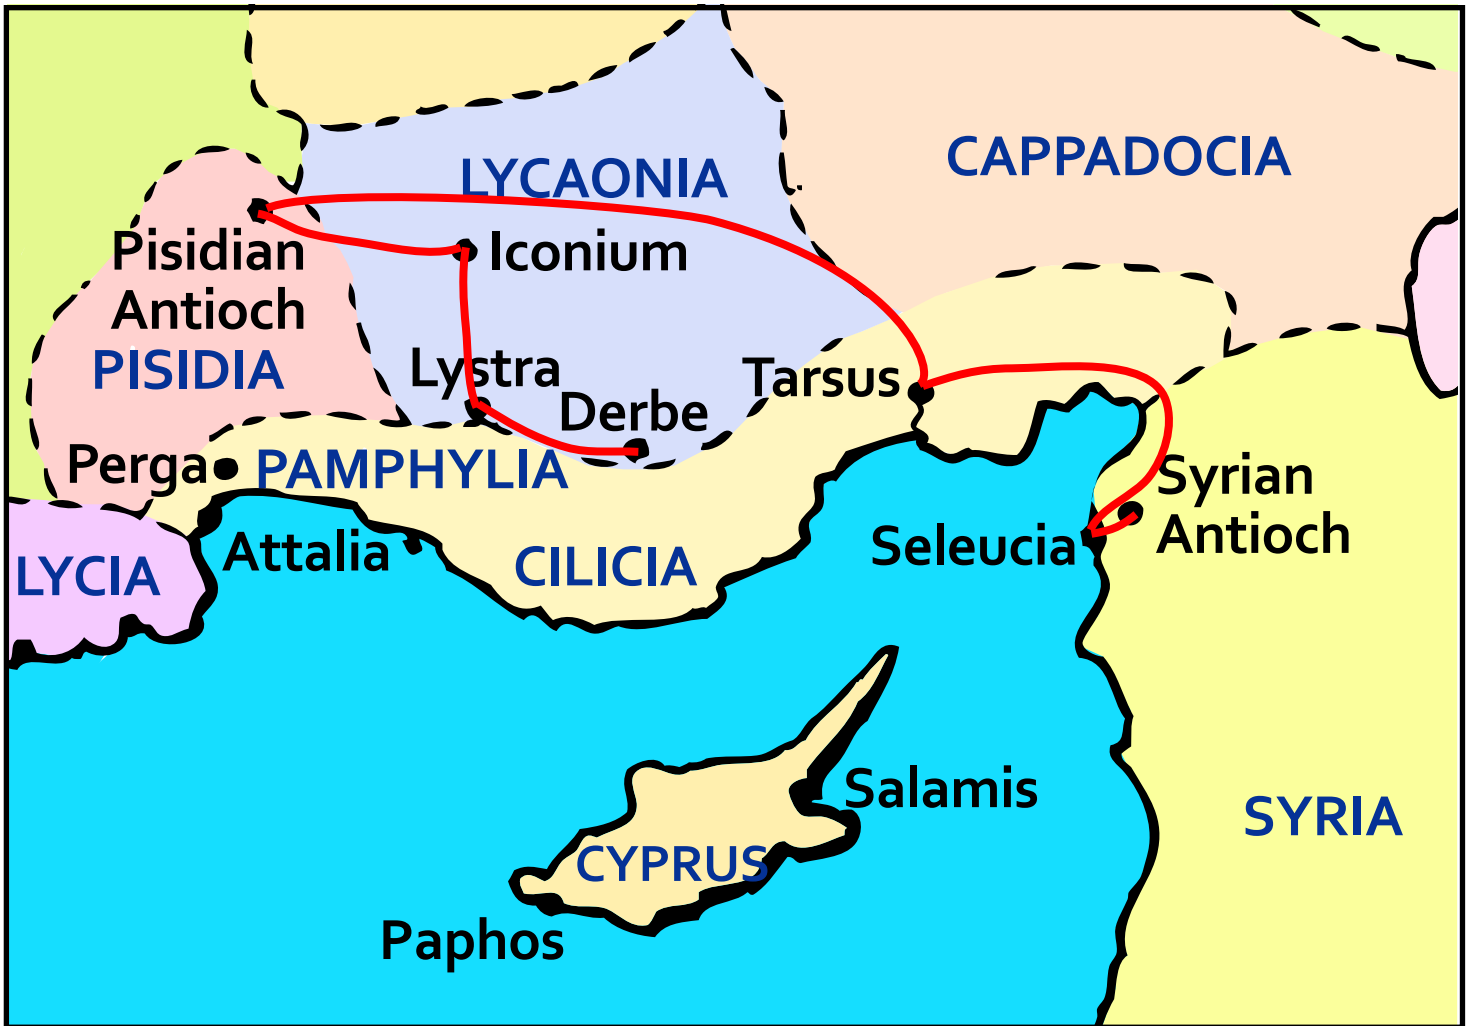 CAPPADOCIA
LYCAONIA
Pisidian
Antioch
Iconium
PISIDIA
Lystra
Tarsus
Derbe
Perga
PAMPHYLIA
Syrian
Antioch
Seleucia
Attalia
LYCIA
CILICIA
Salamis
SYRIA
CYPRUS
Paphos